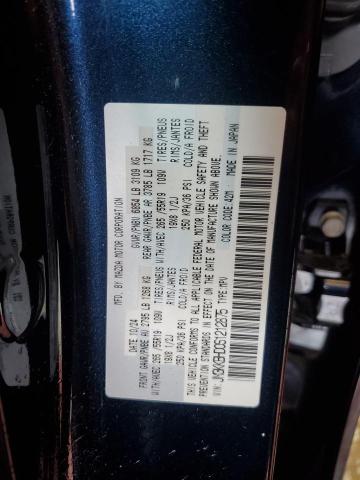 MFD BY MAZDA MOTOR CORPORATION
DATE: 10/24 GVWR/PNBV 6854 LB 3109 KG
FRONT GAWR/PNBE AV 2795 LB 1268 KG REAR GAWR/PNBE AR 3785 LB 1717 KG
WITH/AVEC 265 /55R19 109V TIRES/PNEUS WITH/AVEC 265 /55R19 109V TIRES/PNEUS
19X8 1/2J RIMS/JANTES 19X8 1/2J RIMS/JANTES
250 KPA/36 PSI COLD/A FROID 250 KPA/36 PSI COLD/A FROID
THIS VEHICLE CONFORMS TO ALL APPLICABLE FEDERAL MOTOR VEHICLE SAFETY AND THEFT
PREVENTION STANDARDS IN EFFECT ON THE DATE OF MANUFACTURE SHOWN ABOVE.
TYPE:MPV COLOR CODE:42M MADE IN JAPAN